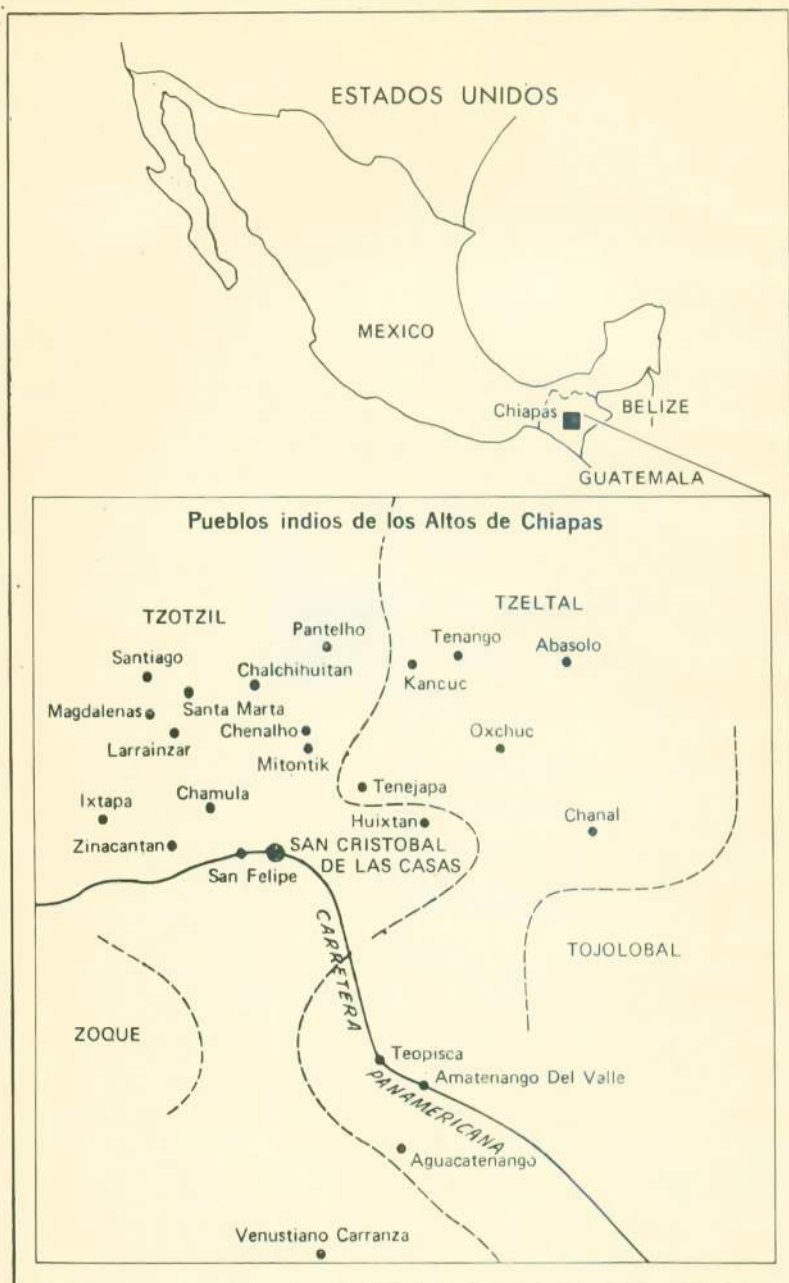 ESTADOS UNIDOS
MEXICO
Chiapas
BELIZE
GUATEMALA
Pueblos indios de los Altos de Chiapas
TZOTZIL
TZELTAL
Pantelho
Tenango
Abasolo
Santiago
Chalchihuitan
Kancuc
Magdalenas
Santa Marta
Chenalho
Oxchuc
Larrainzar
Mitontik
Tenejapa
Ixtapa
Chamula
Huixtan
Chanal
Zinacantan
SAN CRISTOBAL
DE LAS CASAS
San Felipe
CARRETERA
TOJOLOBAL
ZOQUE
Teopisca
Amatenango Del Valle
PANAMERICANA
Aguacatenango
Venustiano Carranza